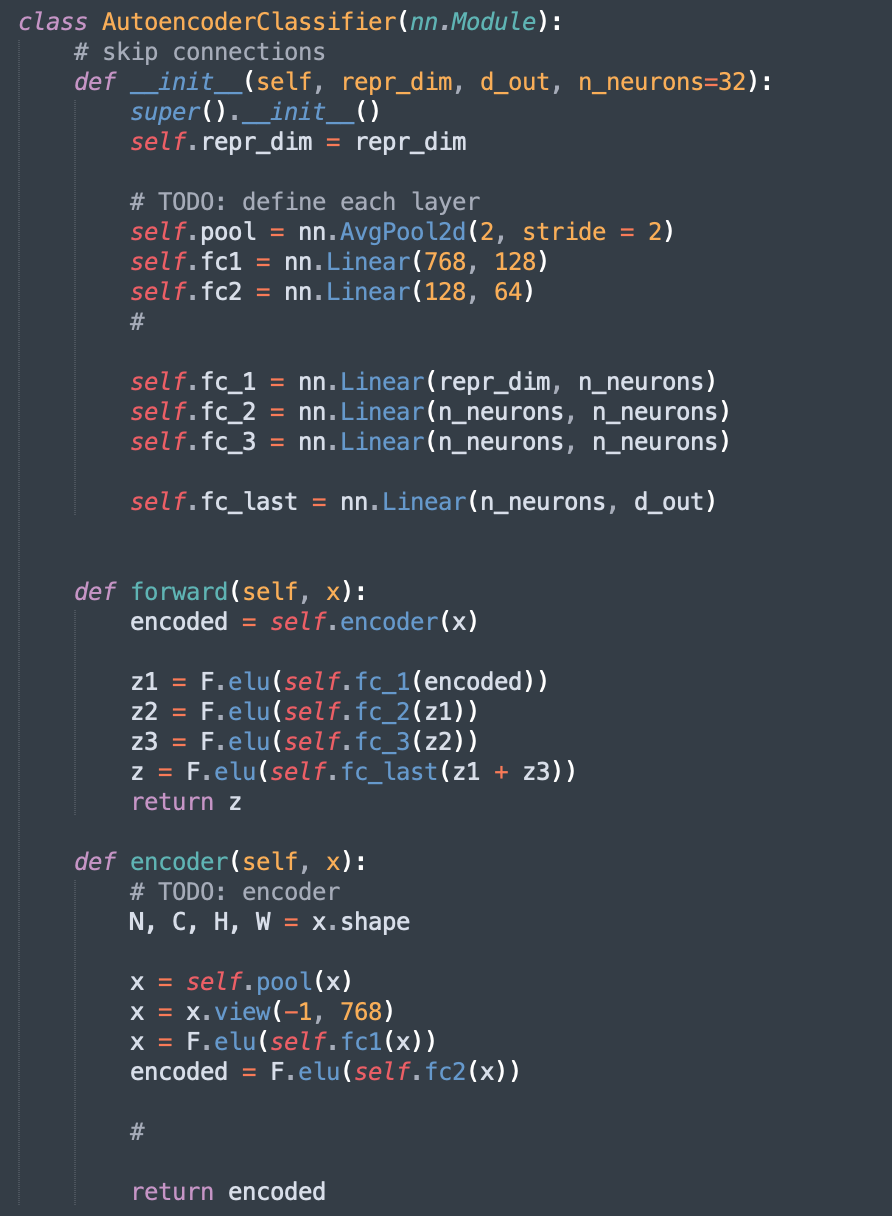 class AutoencoderClassifier(nn.Module):
    # skip connections
    def __init__(self, repr_dim, d_out, n_neurons=32):
        super().__init__()
        self.repr_dim = repr_dim

        # TODO: define each layer
        self.pool = nn.AvgPool2d(2, stride = 2)
        self.fc1 = nn.Linear(768, 128)
        self.fc2 = nn.Linear(128, 64)
        #

        self.fc_1 = nn.Linear(repr_dim, n_neurons)
        self.fc_2 = nn.Linear(n_neurons, n_neurons)
        self.fc_3 = nn.Linear(n_neurons, n_neurons)

        self.fc_last = nn.Linear(n_neurons, d_out)


    def forward(self, x):
        encoded = self.encoder(x)

        z1 = F.elu(self.fc_1(encoded))
        z2 = F.elu(self.fc_2(z1))
        z3 = F.elu(self.fc_3(z2))
        z = F.elu(self.fc_last(z1 + z3))
        return z

    def encoder(self, x):
        # TODO: encoder
        N, C, H, W = x.shape

        x = self.pool(x)
        x = x.view(-1, 768)
        x = F.elu(self.fc1(x))
        encoded = F.elu(self.fc2(x))

        #

        return encoded